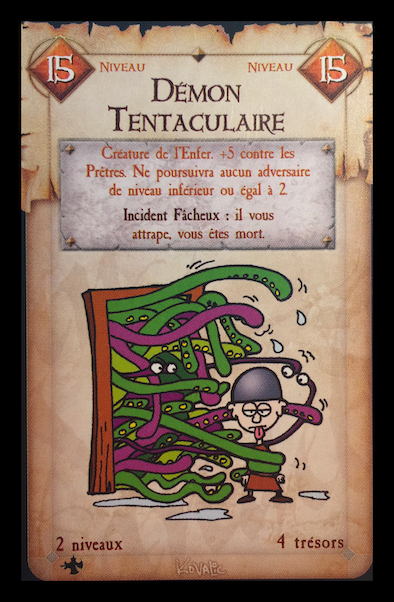 15 NIVEAU NIVEAU 15
DÉMON
TENTACULAIRE
Créature de l'Enfer. +5 contre les
Prêtres. Ne poursuivra aucun adversaire
de niveau inférieur ou égal à 2
Incident Fâcheux : il vous
attrape, vous êtes mort.
2 niveaux 4 trésors
KOVALIC